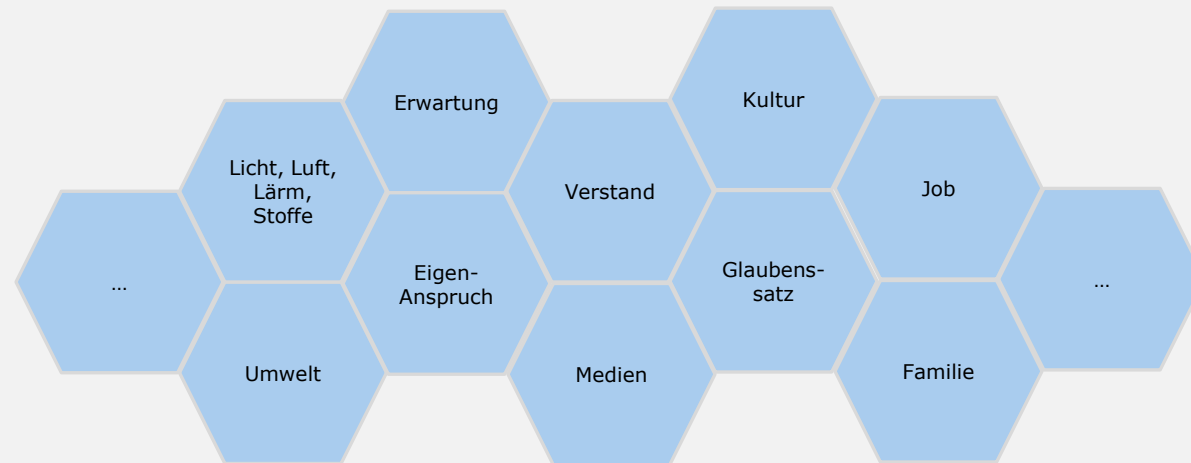 Erwartung
Kultur
Licht, Luft,
Lärm,
Stoffe
Verstand
Job
…
Eigen-
Anspruch
Glaubens-
satz
…
Umwelt
Medien
Familie